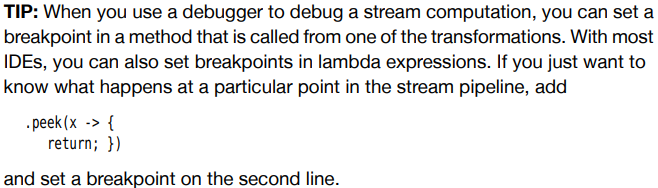 TIP: When you use a debugger to debug a stream computation, you can set a
breakpoint in a method that is called from one of the transformations. With most
IDEs, you can also set breakpoints in lambda expressions. If you just want to
know what happens at a particular point in the stream pipeline, add
.peek(x -> {
return; })
and set a breakpoint on the second line.